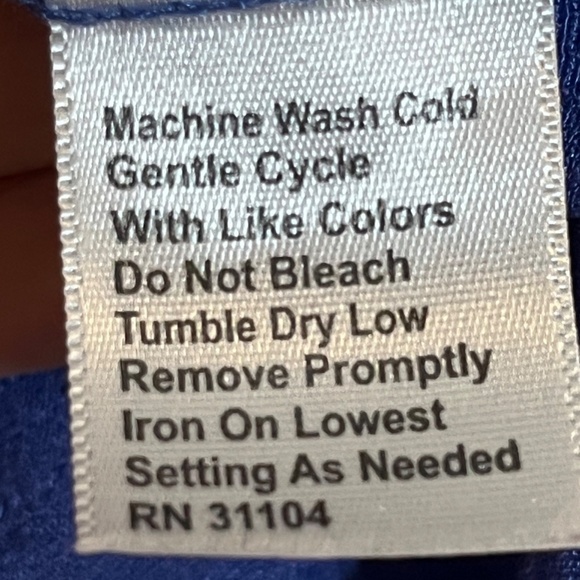 Machine Wash Cold
Gentle Cycle
With Like Colors
Do Not Bleach
Tumble Dry Low
Remove Promptly
Iron On Lowest
Setting As Needed
RN 31104